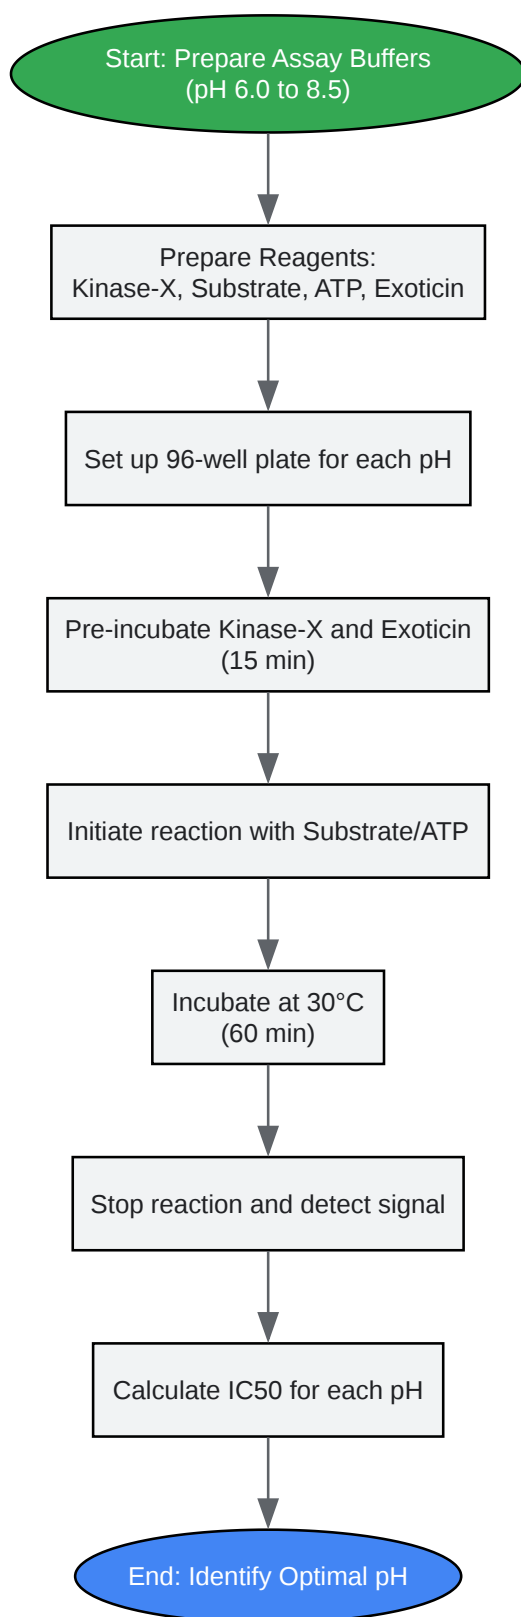 Start: Prepare Assay Buffers
(pH 6.0 to 8.5)
Prepare Reagents:
Kinase-X, Substrate, ATP, Exoticin
Set up 96-well plate for each pH
Pre-incubate Kinase-X and Exoticin
(15 min)
Initiate reaction with Substrate/ATP
Incubate at 30°C
(60 min)
Stop reaction and detect signal
Calculate IC50 for each pH
End: Identify Optimal pH